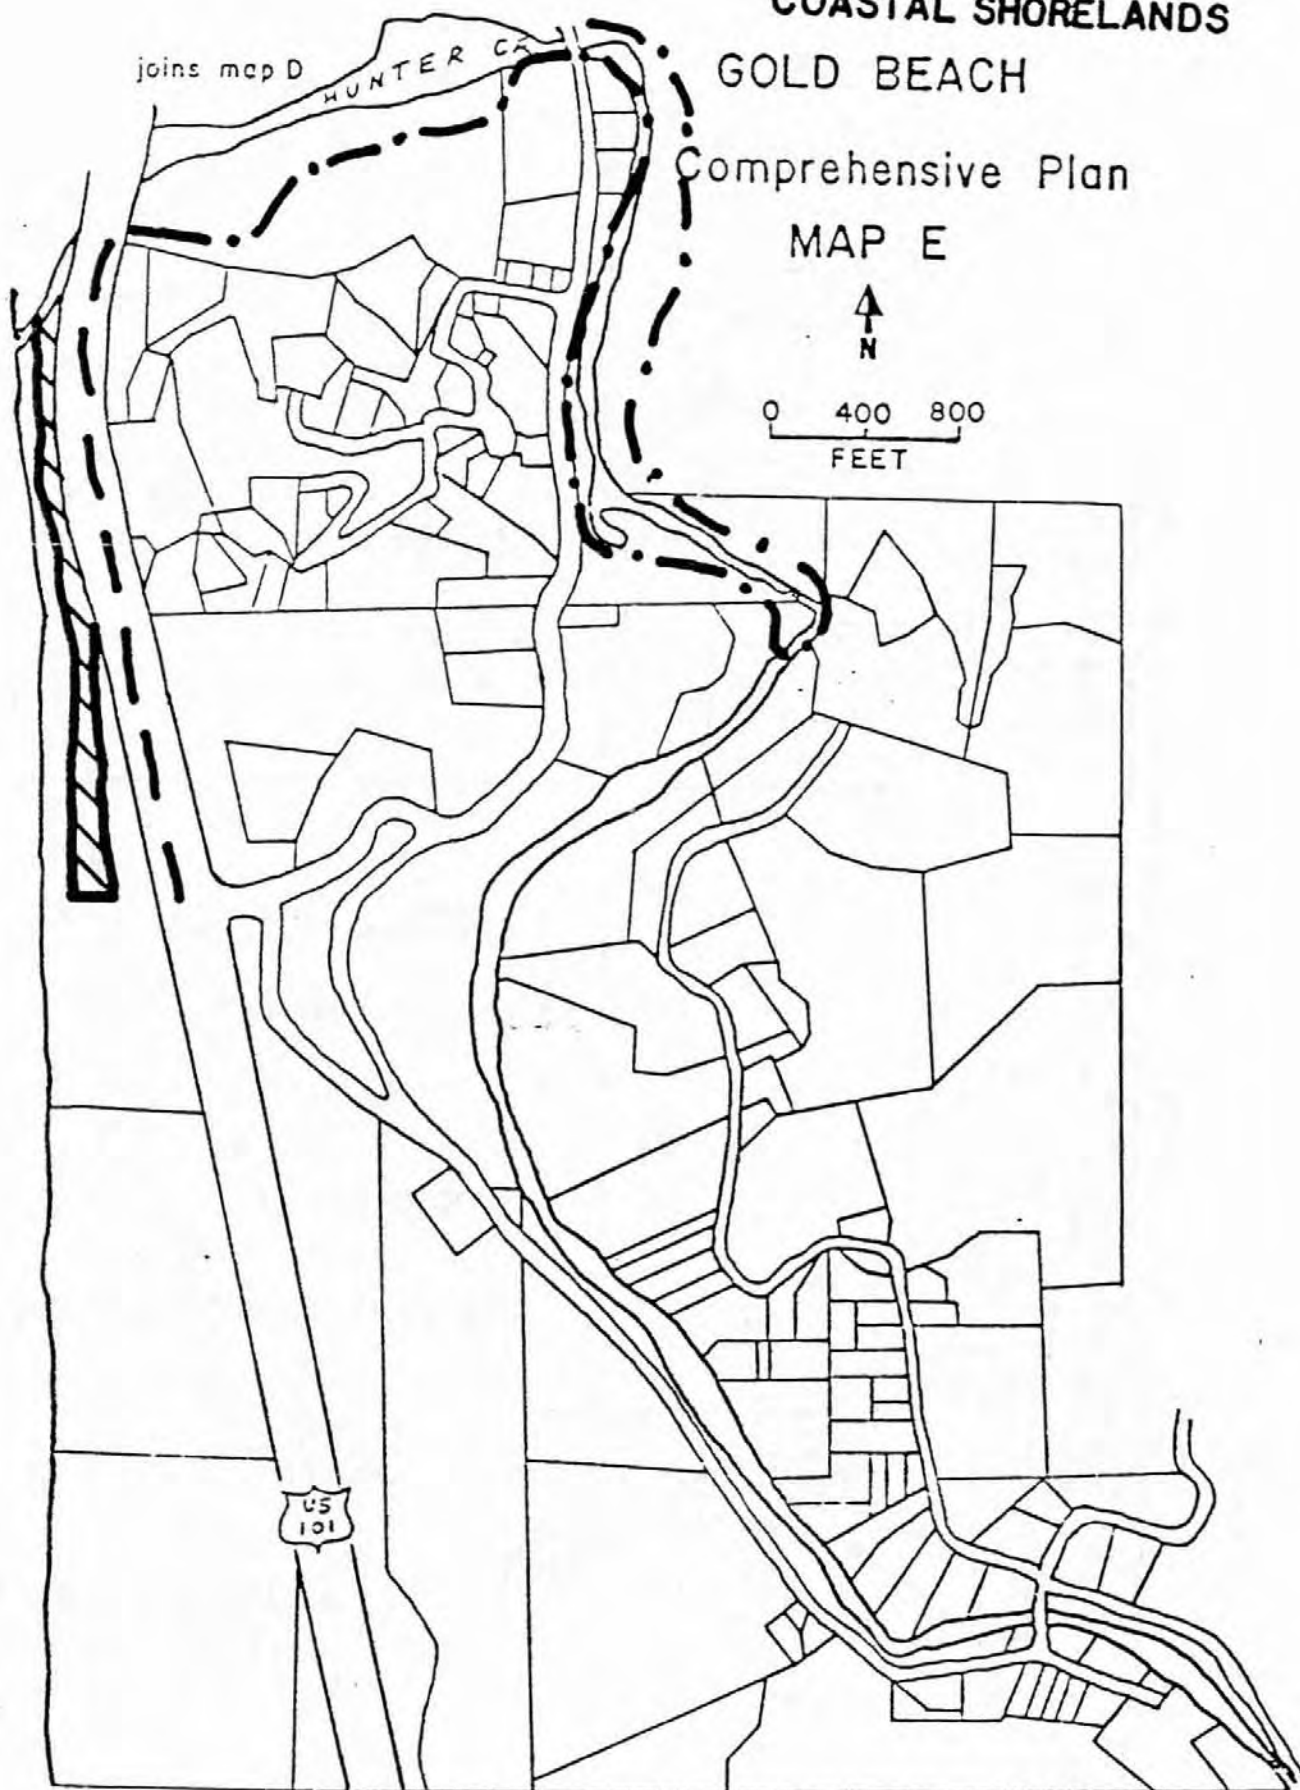 COASTAL SHORELANDS
joins map D
HUNTER CR
GOLD BEACH
Comprehensive Plan
MAP E
N
0 400 800
FEET
US
101